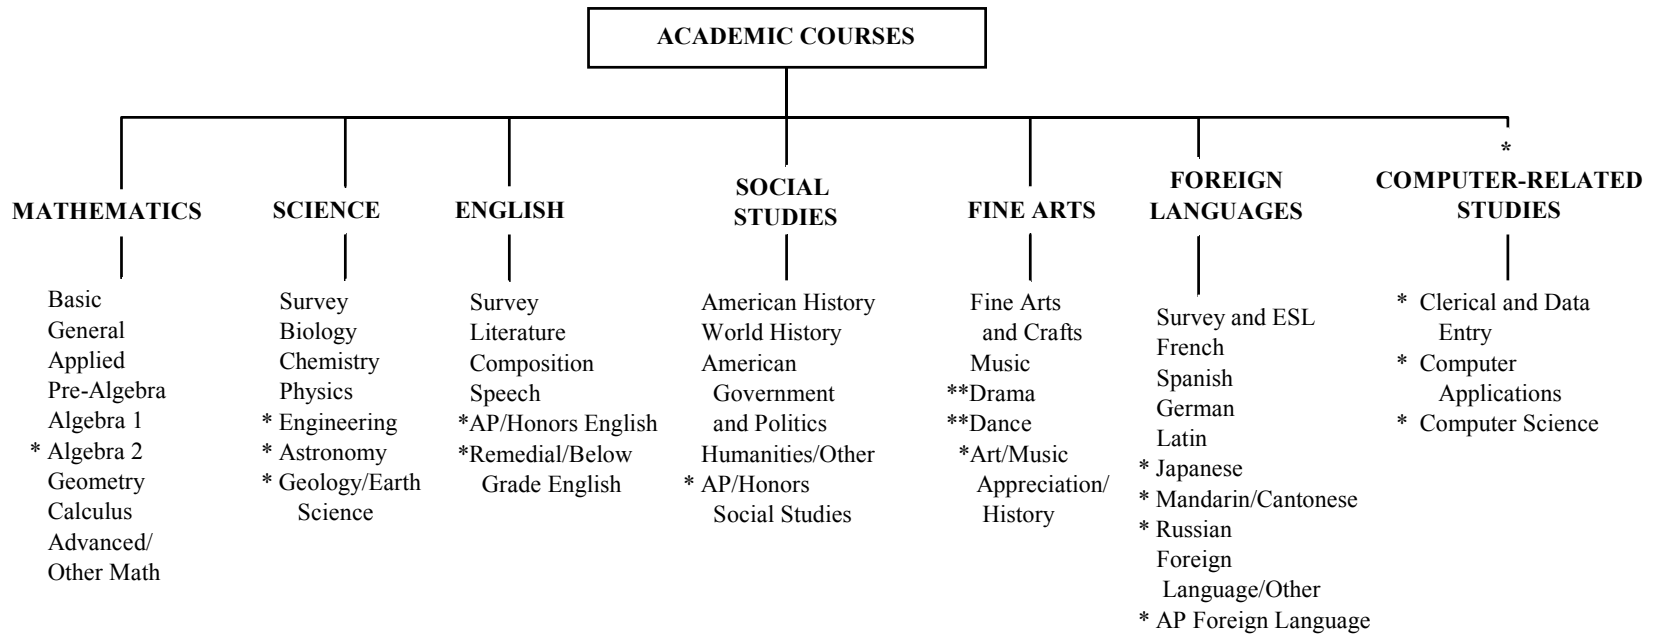 ACADEMIC COURSES
MATHEMATICS
Basic
General
Applied
Pre-Algebra
Algebra 1
* Algebra 2
Geometry
Calculus
Advanced/
Other Math
SCIENCE
Survey
Biology
Chemistry
Physics
* Engineering
* Astronomy
* Geology/Earth
Science
ENGLISH
Survey
Literature
Composition
Speech
*AP/Honors English
*Remedial/Below
Grade English
SOCIAL
STUDIES
American History
World History
American
Government
and Politics
Humanities/Other
* AP/Honors
Social Studies
FINE ARTS
Fine Arts
and Crafts
Music
**Drama
**Dance
*Art/Music
Appreciation/
History
FOREIGN
LANGUAGES
Survey and ESL
French
Spanish
German
Latin
* Japanese
* Mandarin/Cantonese
* Russian
Foreign
Language/Other
* AP Foreign Language
*
COMPUTER-RELATED
STUDIES
* Clerical and Data
Entry
* Computer
Applications
* Computer Science